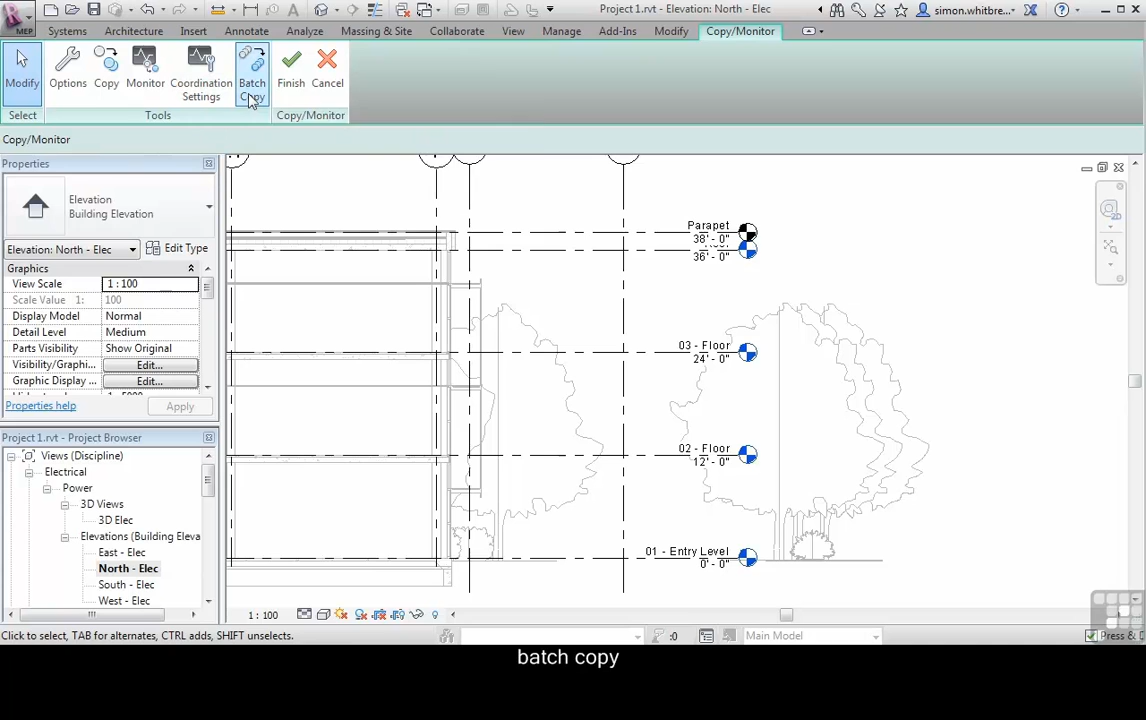 Project 1.rvt - Elevation: North - Elec
simon.whitbre...
MEP
Systems Architecture Insert Annotate Analyze Massing & Site Collaborate View Manage Add-Ins Modify Copy/Monitor
Modify Options Copy Monitor Coordination Settings Batch Copy Finish Cancel
Select Tools Copy/Monitor
Copy/Monitor
Properties
Elevation
Building Elevation
Elevation: North - Elec Edit Type
Graphics
View Scale 1 : 100
Scale Value 1: 100
Display Model Normal
Detail Level Medium
Parts Visibility Show Original
Visibility/Graphi... Edit...
Graphic Display ... Edit...
Properties help Apply
Project 1.rvt - Project Browser
Views (Discipline)
Electrical
Power
3D Views
3D Elec
Elevations (Building Eleva
East - Elec
North - Elec
South - Elec
West - Elec
Parapet
38' - 0"
36' - 0"
03 - Floor
24' - 0"
02 - Floor
12' - 0"
01 - Entry Level
0' - 0"
1 : 100
Click to select, TAB for alternates, CTRL adds, SHIFT unselects.
:0
Main Model
Press &
batch copy